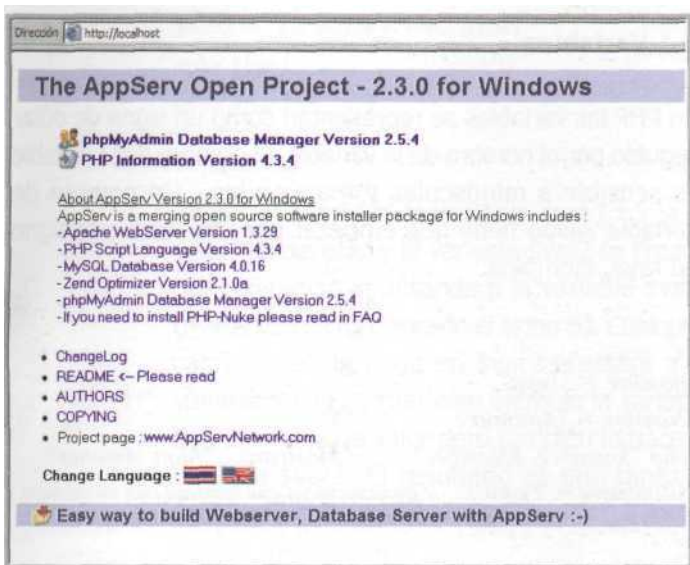 Dirección http://localhost
The AppServ Open Project - 2.3.0 for Windows
phpMyAdmin Database Manager Version 2.5.4
PHP Information Version 4.3.4
About AppServ Version 2.3.0 for Windows
AppServ is a merging open source software installer package for Windows includes :
-Apache WebServer Version 1.3.29
-PHP Script Language Version 4.3.4
-MySQL Database Version 4.0.16
-Zend Optimizer Version 2.1.0a
-phpMyAdmin Database Manager Version 2.5.4
-If you need to install PHP-Nuke please read in FAQ
• ChangeLog
• README <-- Please read
• AUTHORS
• COPYING
• Project page : www.AppServNetwork.com
Change Language :
Easy way to build Webserver, Database Server with AppServ :-)